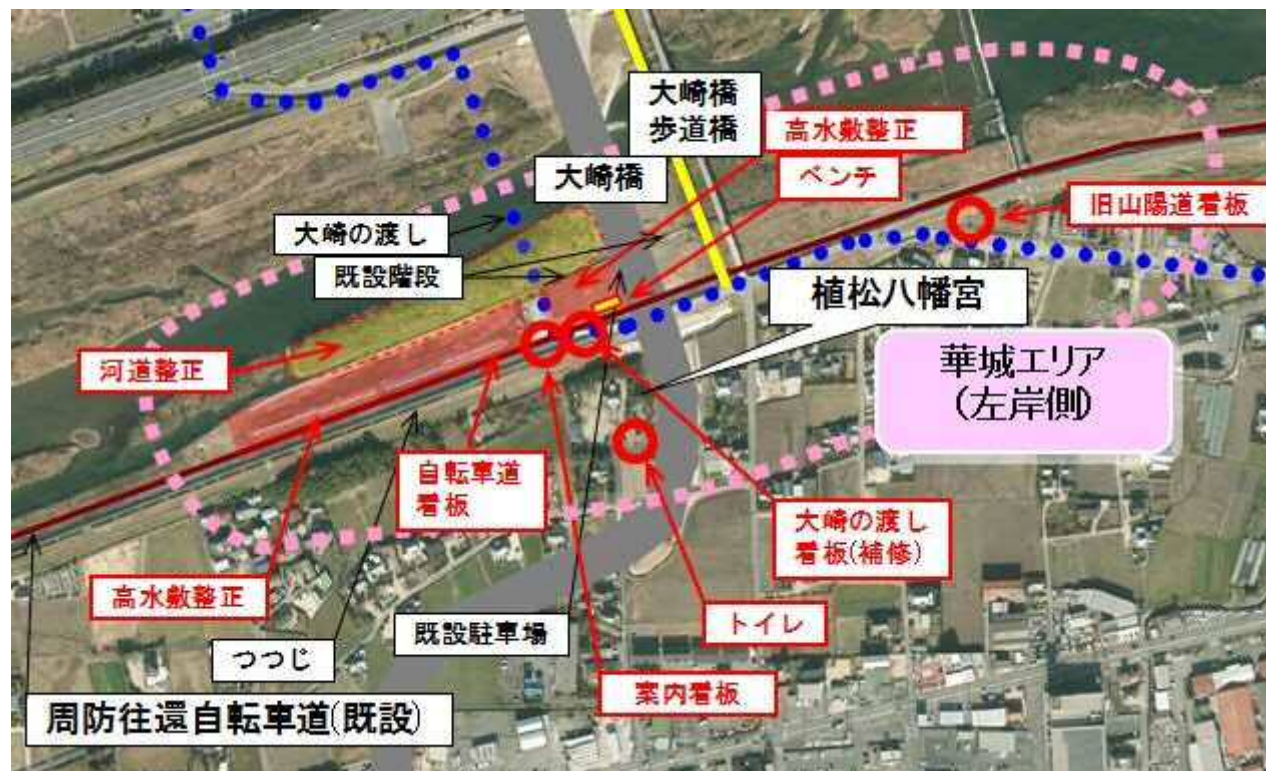 大崎橋
歩道橋
高水敷整正
大崎橋
ベンチ
旧山陽道看板
大崎の渡し
既設階段
植松八幡宮
華城エリア
(左岸側)
河道整正
自転車道
看板
大崎の渡し
看板(補修)
高水敷整正
つつじ
既設駐車場
トイレ
案内看板
周防往還自転車道(既設)